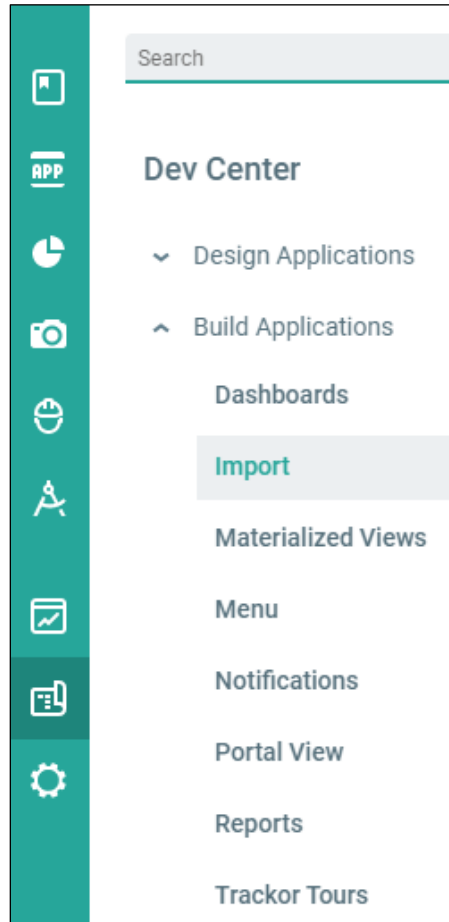 Search
APP
Dev Center
Design Applications
Build Applications
Dashboards
Import
Materialized Views
Menu
Notifications
Portal View
Reports
Trackor Tours